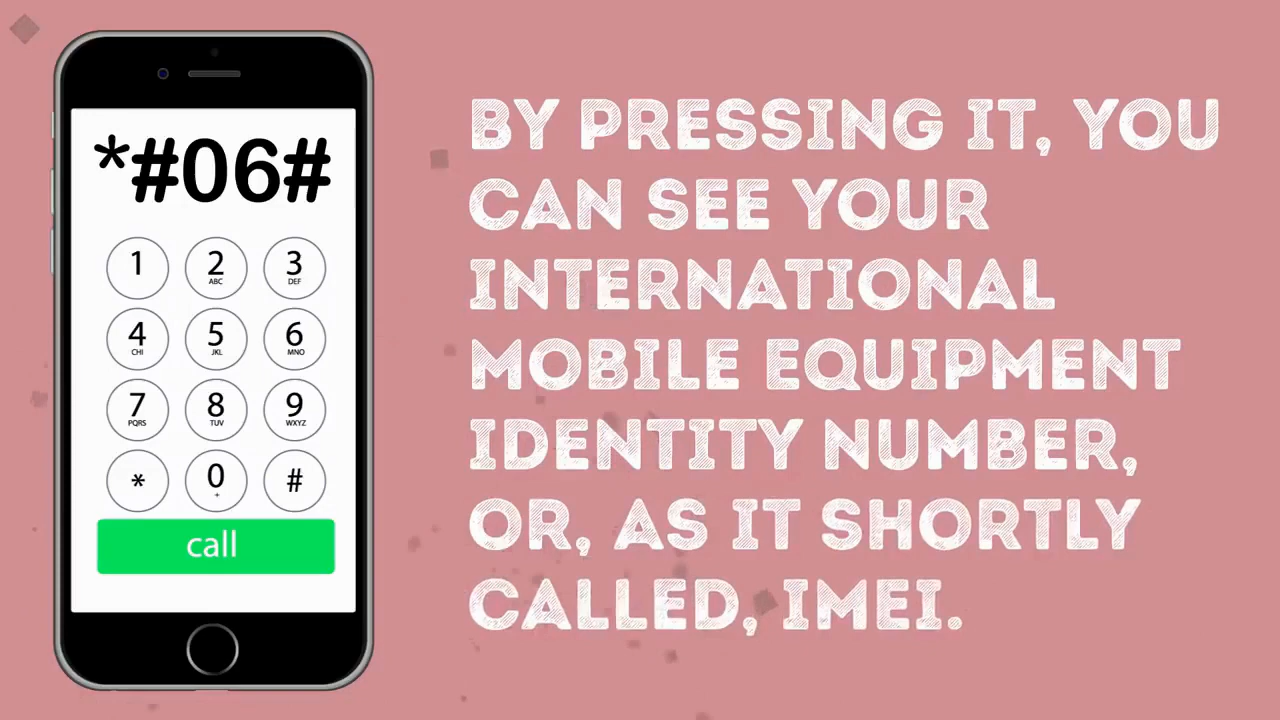 *#06#
1 2 3
ABC DEF
4 5 6
GHI JKL MNO
7 8 9
PQRS TUV WXYZ
* 0 #
+
call
BY PRESSING IT, YOU
CAN SEE YOUR
INTERNATIONAL
MOBILE EQUIPMENT
IDENTITY NUMBER,
OR, AS IT SHORTLY
CALLED, IMEI.